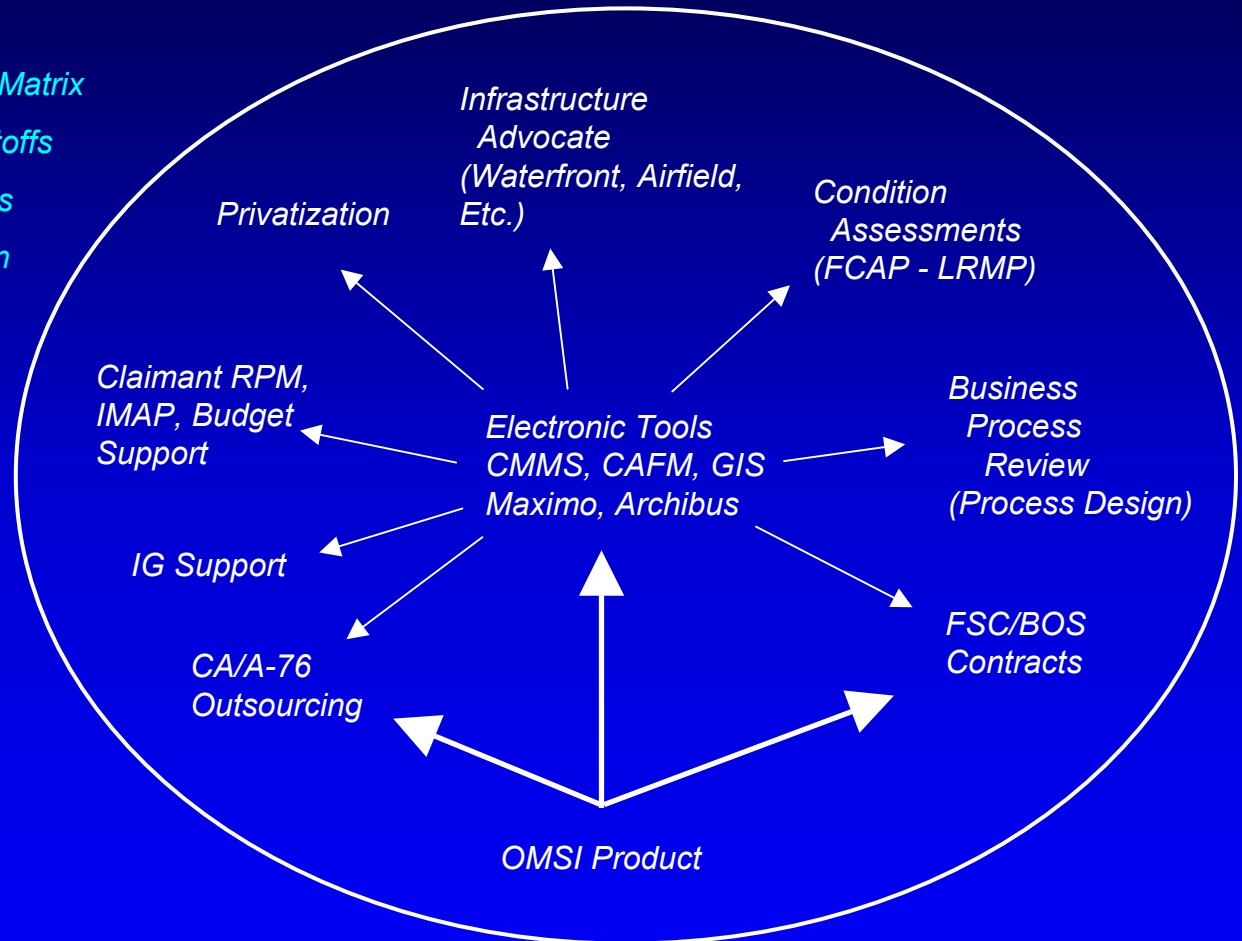 Matrix
Infrastructure
Advocate
(Waterfront, Airfield,
Etc.)
Privatization
Condition
Assessments
(FCAP - LRMP)
Claimant RPM,
IMAP, Budget
Support
Electronic Tools
CMMS, CAFM, GIS
Maximo, Archibus
Business
Process
Review
(Process Design)
IG Support
CA/A-76
Outsourcing
FSC/BOS
Contracts
OMSI Product